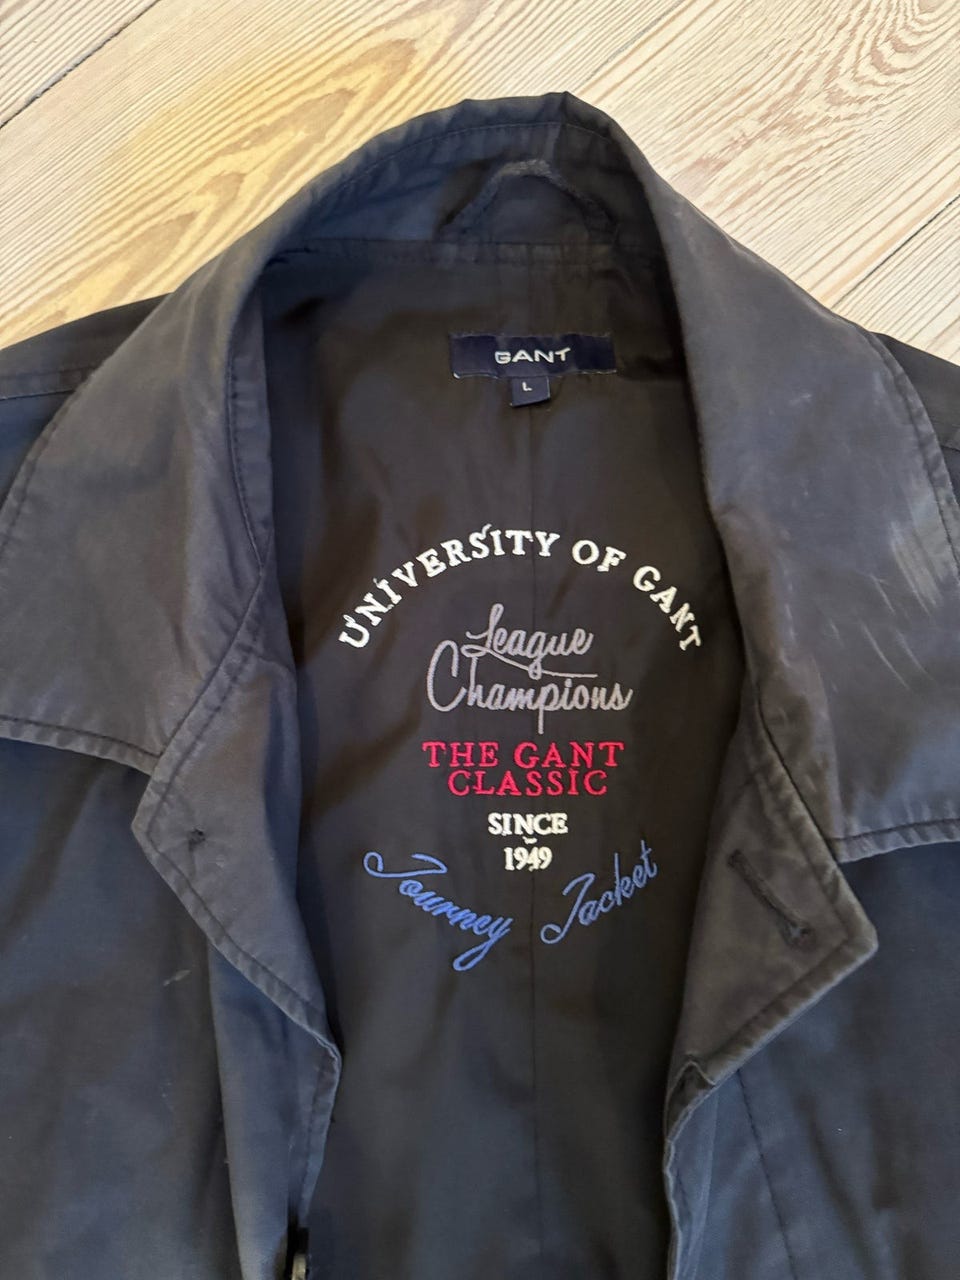 GANT
L
UNIVERSITY OF GANT
League
Champions
THE GANT
CLASSIC
SINCE
1949
Journey Jacket